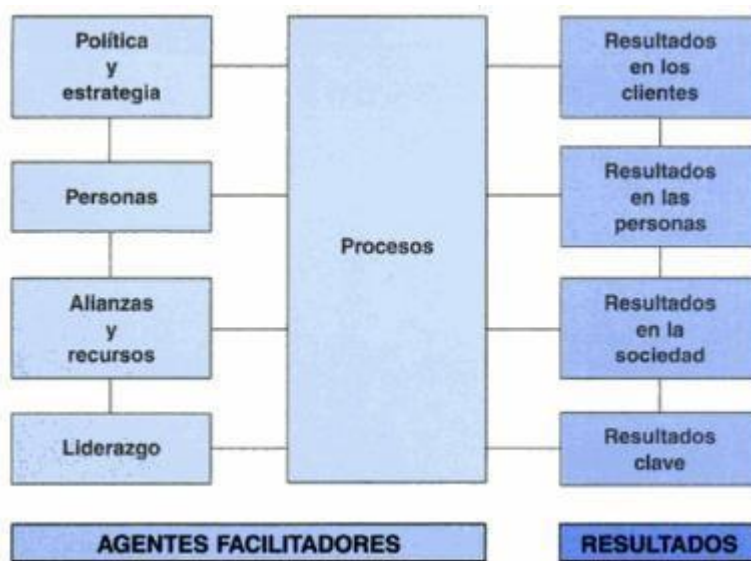 Política
y
estrategia
Personas
Alianzas
y
recursos
Liderazgo
Procesos
Resultados
en los
clientes
Resultados
en las
personas
Resultados
en la
sociedad
Resultados
clave
AGENTES FACILITADORES
RESULTADOS